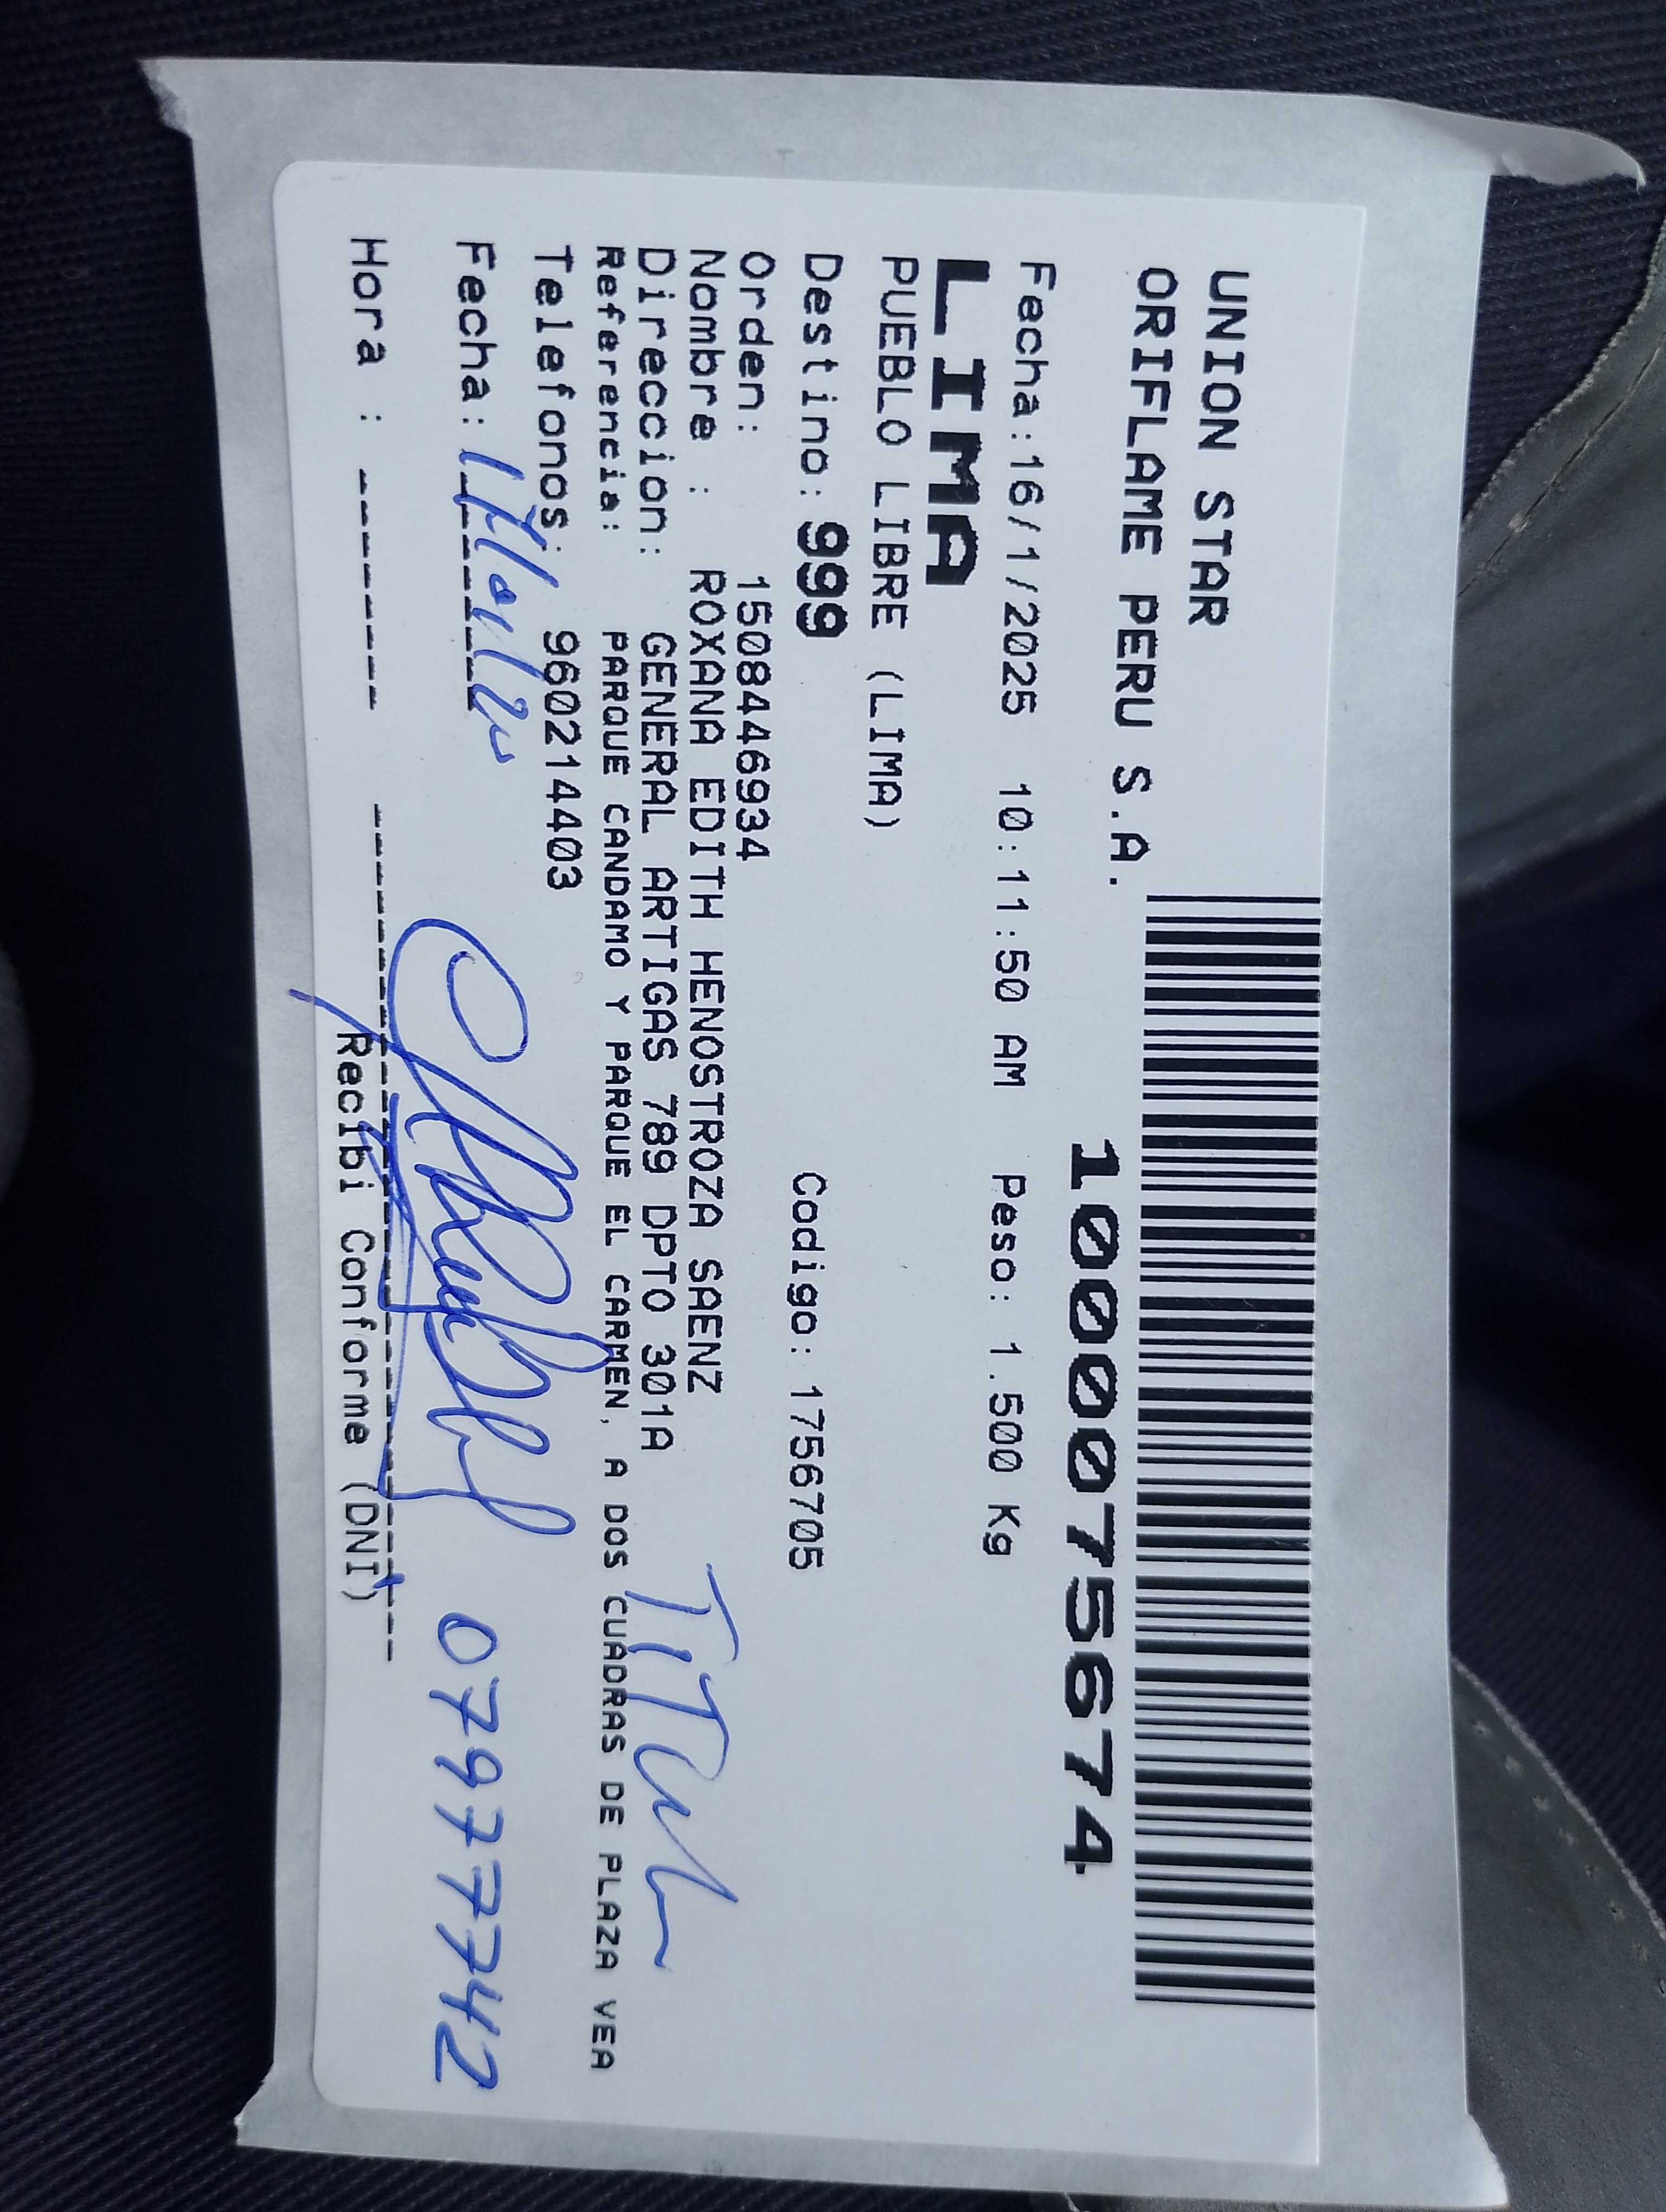 UNION STAR
ORIFLAME PERU S.A.
1000075674
Fecha:16/1/2025 10:11:50 AM Peso: 1.500 Kg
LIMA
PUEBLO LIBRE (LIMA)
Destino: 999 Codigo: 1756705
Orden: 1508446934
Nombre : ROXANA EDITH HENOSTROZA SAENZ
Direccion: GENERAL ARTIGAS 789 DPTO 301A
Referencia: PARQUE CANDAMO Y PARQUE EL CARMEN, A DOS CUADRAS DE PLAZA VEA
Telefonos: 960214403
Fecha: 07977742
Hora :
Recibi Conforme (DNI)